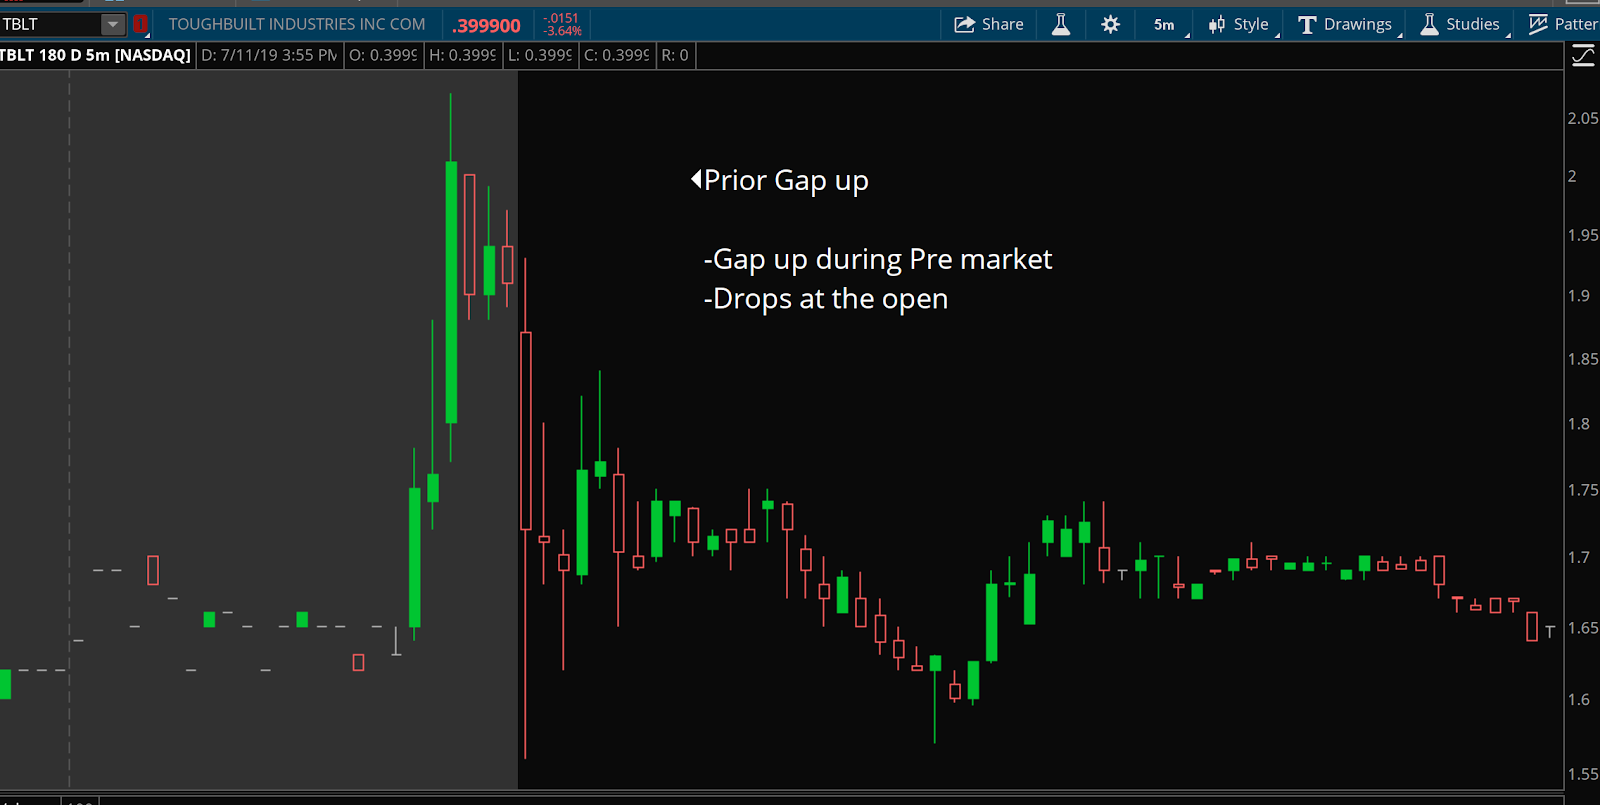 TBLT
TOUGHBUILT INDUSTRIES INC COM
.399900
-.0151
-3.64%
Share
5m
Style
Drawings
Studies
Patter
TBLT 180 D 5m [NASDAQ]
D: 7/11/19 3:55 PM
O: 0.3999
H: 0.3999
L: 0.3999
C: 0.3999
R: 0
Prior Gap up
-Gap up during Pre market
-Drops at the open
2.05
2
1.95
1.9
1.85
1.8
1.75
1.7
1.65
1.6
1.55